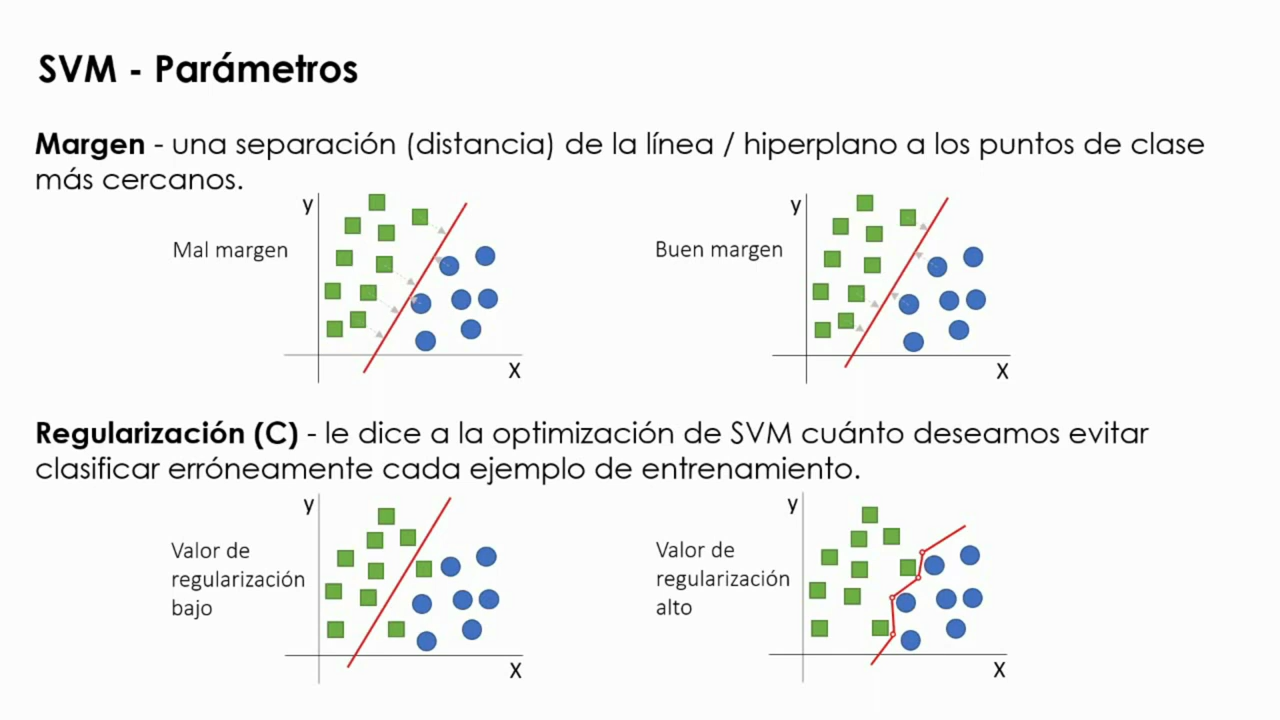 SVM - Parámetros
Margen - una separación (distancia) de la línea / hiperplano a los puntos de clase
más cercanos.
y
Mal margen
X
y
Buen margen
X
Regularización (C) - le dice a la optimización de SVM cuánto deseamos evitar
clasificar erróneamente cada ejemplo de entrenamiento.
y
Valor de
regularización
bajo
X
y
Valor de
regularización
alto
X